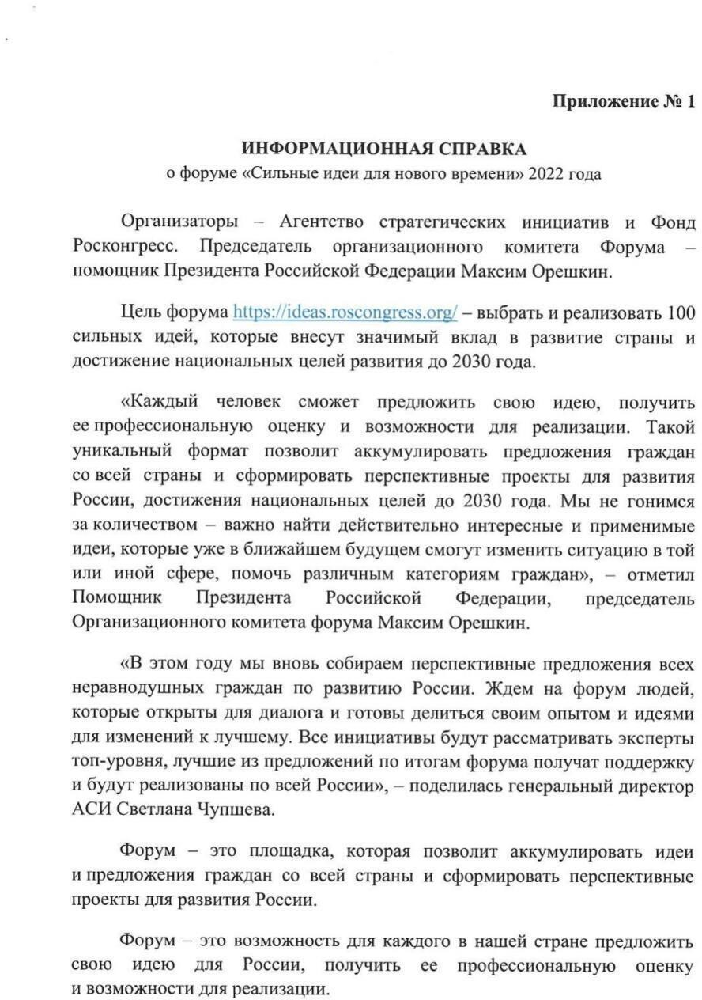 Приложение № 1
ИНФОРМАЦИОННАЯ СПРАВКА
о форуме «Сильные идеи для нового времени» 2022 года
Организаторы – Агентство стратегических инициатив и Фонд
Росконгресс. Председатель организационного комитета Форума –
помощник Президента Российской Федерации Максим Орешкин.
Цель форума https://ideas.roscongress.org/ – выбрать и реализовать 100
сильных идей, которые внесут значимый вклад в развитие страны и
достижение национальных целей развития до 2030 года.
«Каждый человек сможет предложить свою идею, получить
ее профессиональную оценку и возможности для реализации. Такой
уникальный формат позволит аккумулировать предложения граждан
со всей страны и сформировать перспективные проекты для развития
России, достижения национальных целей до 2030 года. Мы не гонимся
за количеством – важно найти действительно интересные и применимые
идеи, которые уже в ближайшем будущем смогут изменить ситуацию в той
или иной сфере, помочь различным категориям граждан», – отметил
Помощник Президента Российской Федерации, председатель
Организационного комитета форума Максим Орешкин.
«В этом году мы вновь собираем перспективные предложения всех
неравнодушных граждан по развитию России. Ждем на форум людей,
которые открыты для диалога и готовы делиться своим опытом и идеями
для изменений к лучшему. Все инициативы будут рассматривать эксперты
топ-уровня, лучшие из предложений по итогам форума получат поддержку
и будут реализованы по всей России», – поделилась генеральный директор
АСИ Светлана Чупшева.
Форум – это площадка, которая позволит аккумулировать идеи
и предложения граждан со всей страны и сформировать перспективные
проекты для развития России.
Форум – это возможность для каждого в нашей стране предложить
свою идею для России, получить ее профессиональную оценку
и возможности для реализации.